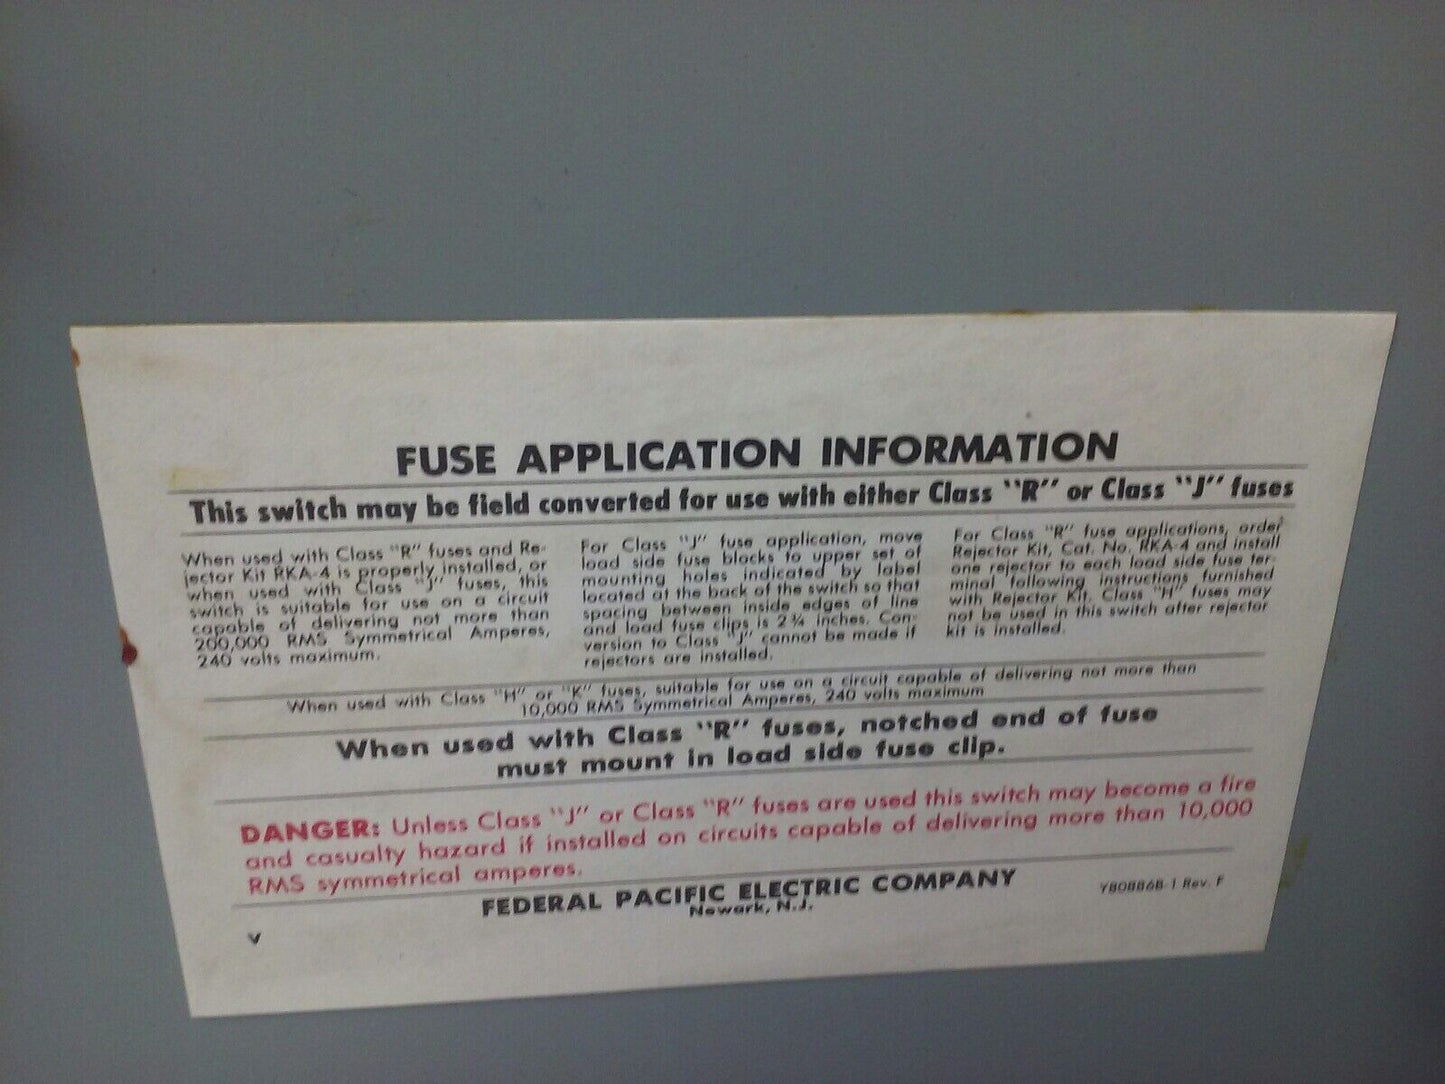 FUSE APPLICATION INFORMATION
This switch may be field converted for use with either Class "R" or Class "J" fuses
When used with Class "R" fuses and Re-
jector Kit RKA-4 is properly installed, or
when used with Class "J" fuses, this
switch is suitable for use on a circuit
capable of delivering not more than
200,000 RMS Symmetrical Amperes,
240 volts maximum.
For Class "J" fuse application, move
load side fuse blocks to upper set of
mounting holes indicated by label
located at the back of the switch so that
spacing between inside edges of line
and load fuse clips is 2¾ inches. Con-
version to Class "J" cannot be made if
rejectors are installed.
For Class "R" fuse applications, order
Rejector Kit, Cat. No. RKA-4 and install
one rejector to each load side fuse ter-
minal following instructions furnished
with Rejector Kit. Class "H" fuses may
not be used in this switch after rejector
kit is installed.
When used with Class "H" or "K" fuses, suitable for use on a circuit capable of delivering not more than
10,000 RMS Symmetrical Amperes, 240 volts maximum
When used with Class "R" fuses, notched end of fuse
must mount in load side fuse clip.
DANGER: Unless Class "J" or Class "R" fuses are used this switch may become a fire
and casualty hazard if installed on circuits capable of delivering more than 10,000
RMS symmetrical amperes.
FEDERAL PACIFIC ELECTRIC COMPANY
Newark, N.J.
Y80886B-1 Rev. F
V